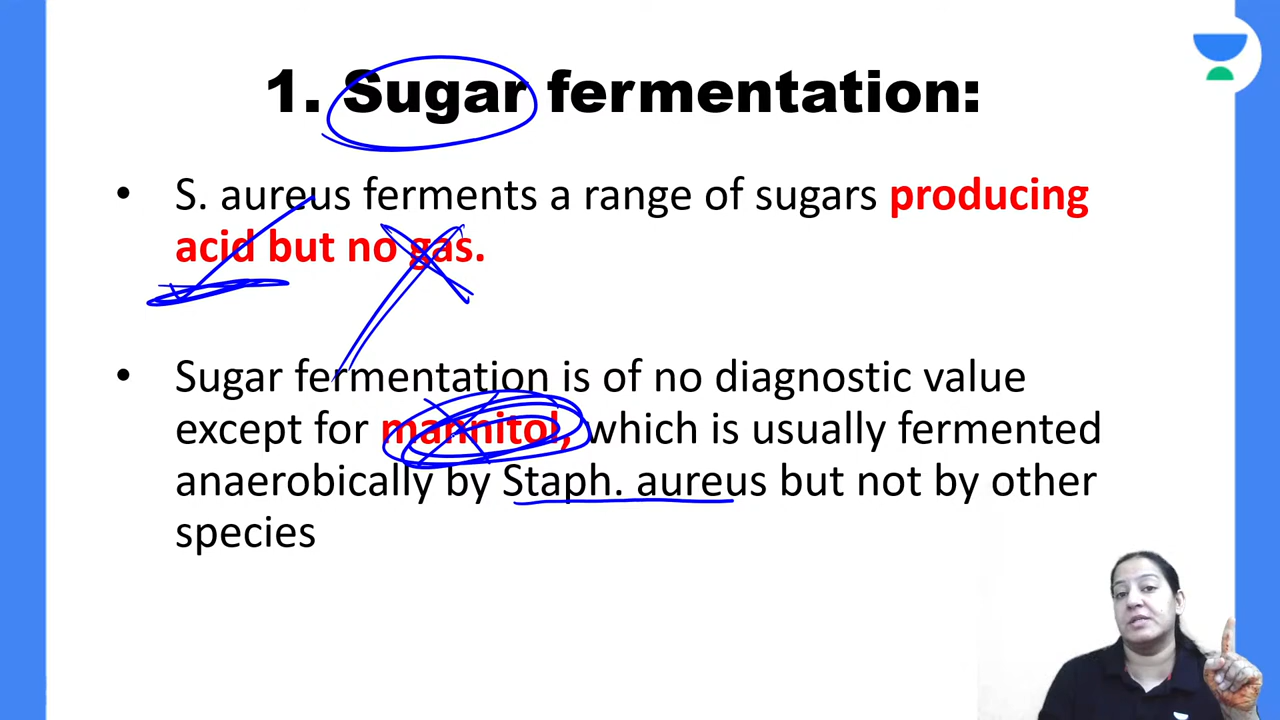 1. Sugar fermentation:
• S. aureus ferments a range of sugars producing
acid but no gas.
• Sugar fermentation is of no diagnostic value
except for mannitol, which is usually fermented
anaerobically by Staph. aureus but not by other
species